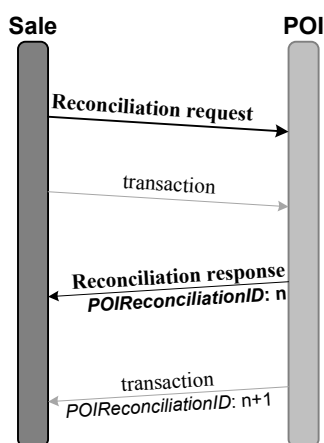 Sale POI
Reconciliation request
transaction
Reconciliation response
POIReconciliationID: n
transaction
POIReconciliationID: n+1